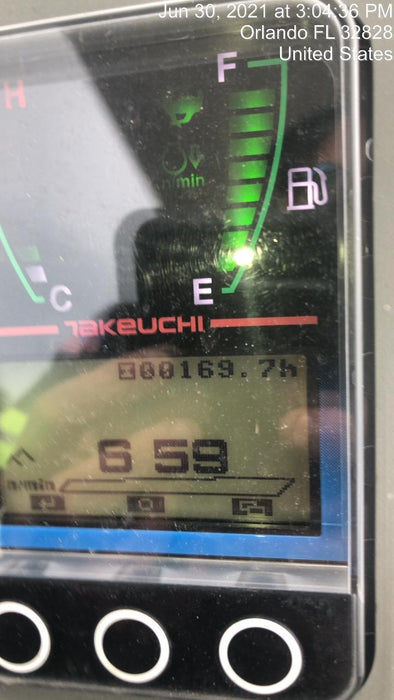 Jun 30, 2021 at 3:04:36 PM
Orlando FL 32828
United States
F
H
n/min
C
E
TAKEUCHI
00169.7h
6 59
n/min